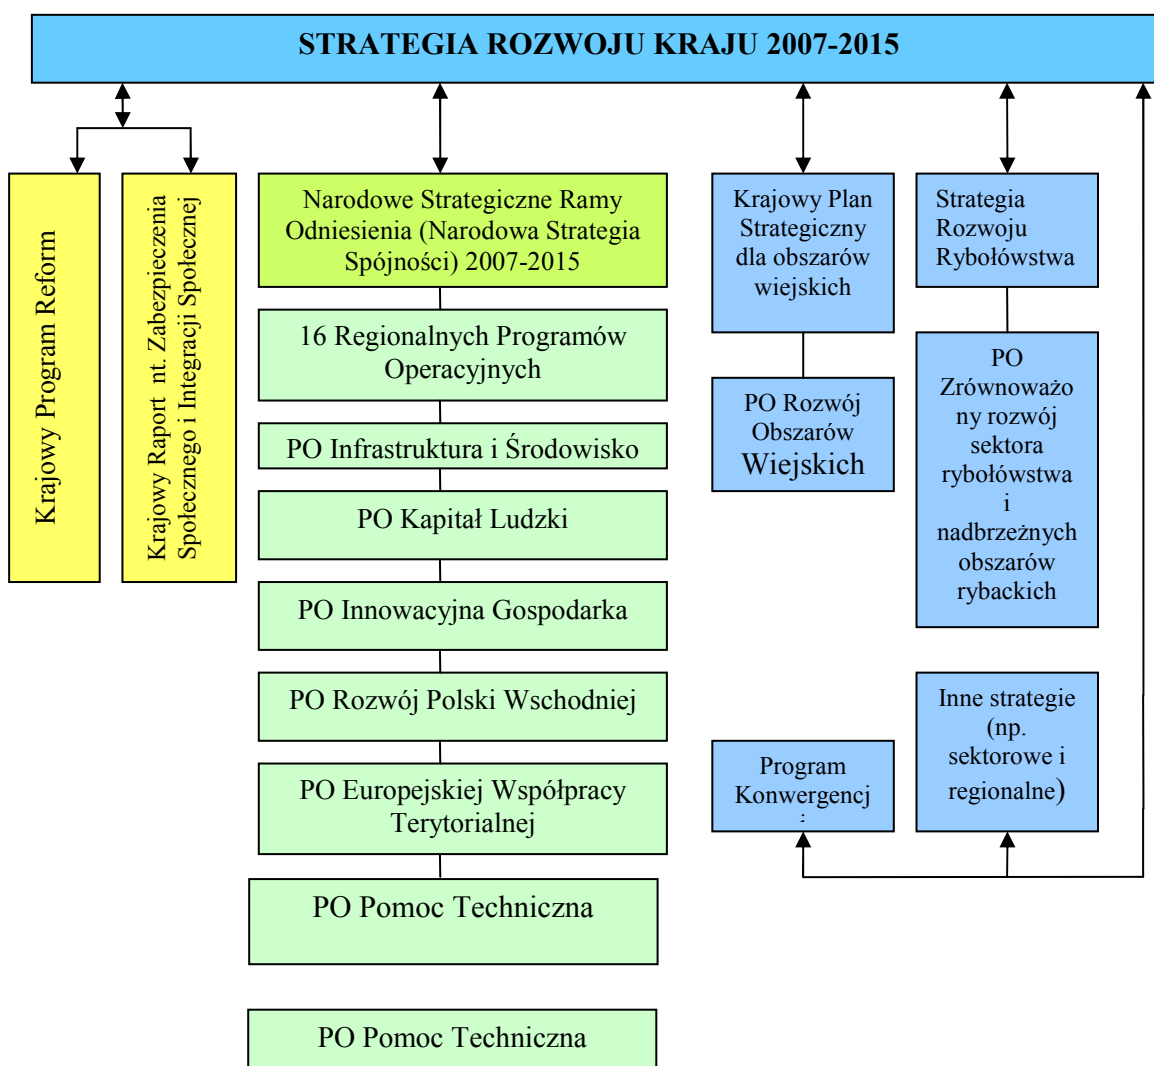 STRATEGIA ROZWOJU KRAJU 2007-2015
Krajowy Program Reform
Krajowy Raport nt. Zabezpieczenia
Społecznego i Integracji Społecznej
Narodowe Strategiczne Ramy
Odniesienia (Narodowa Strategia
Spójności) 2007-2015
16 Regionalnych Programów
Operacyjnych
PO Infrastruktura i Środowisko
PO Kapitał Ludzki
PO Innowacyjna Gospodarka
PO Rozwój Polski Wschodniej
PO Europejskiej Współpracy
Terytorialnej
PO Pomoc Techniczna
PO Pomoc Techniczna
Krajowy Plan
Strategiczny
dla obszarów
wiejskich
PO Rozwój
Obszarów
Wiejskich
Strategia
Rozwoju
Rybołówstwa
PO
Zrównoważo
ny rozwój
sektora
rybołówstwa
i
nadbrzeżnych
obszarów
rybackich
Program
Konwergencj
Inne strategie
(np.
sektorowe i
regionalne)